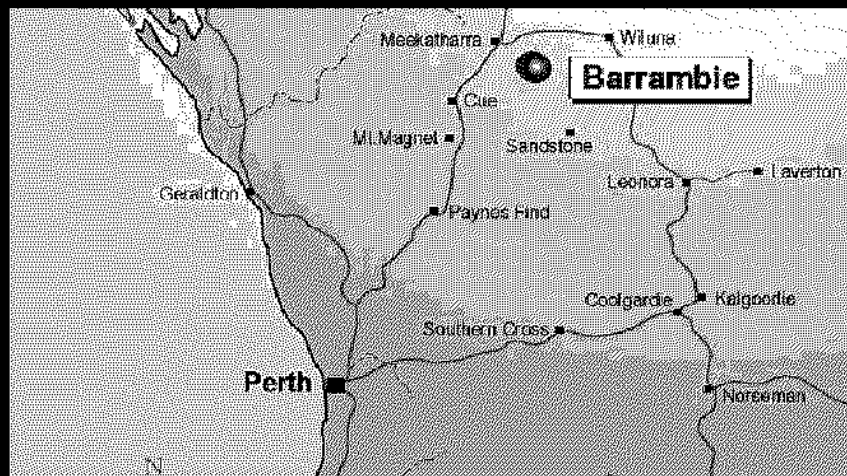 Meekatharra
Wiluna
Barrambie
Cue
Mt.Magnet
Sandstone
Leonora
Laverton
Geraldton
Paynes Find
Coolgardie
Kalgoorlie
Southern Cross
Perth
Norseman
N